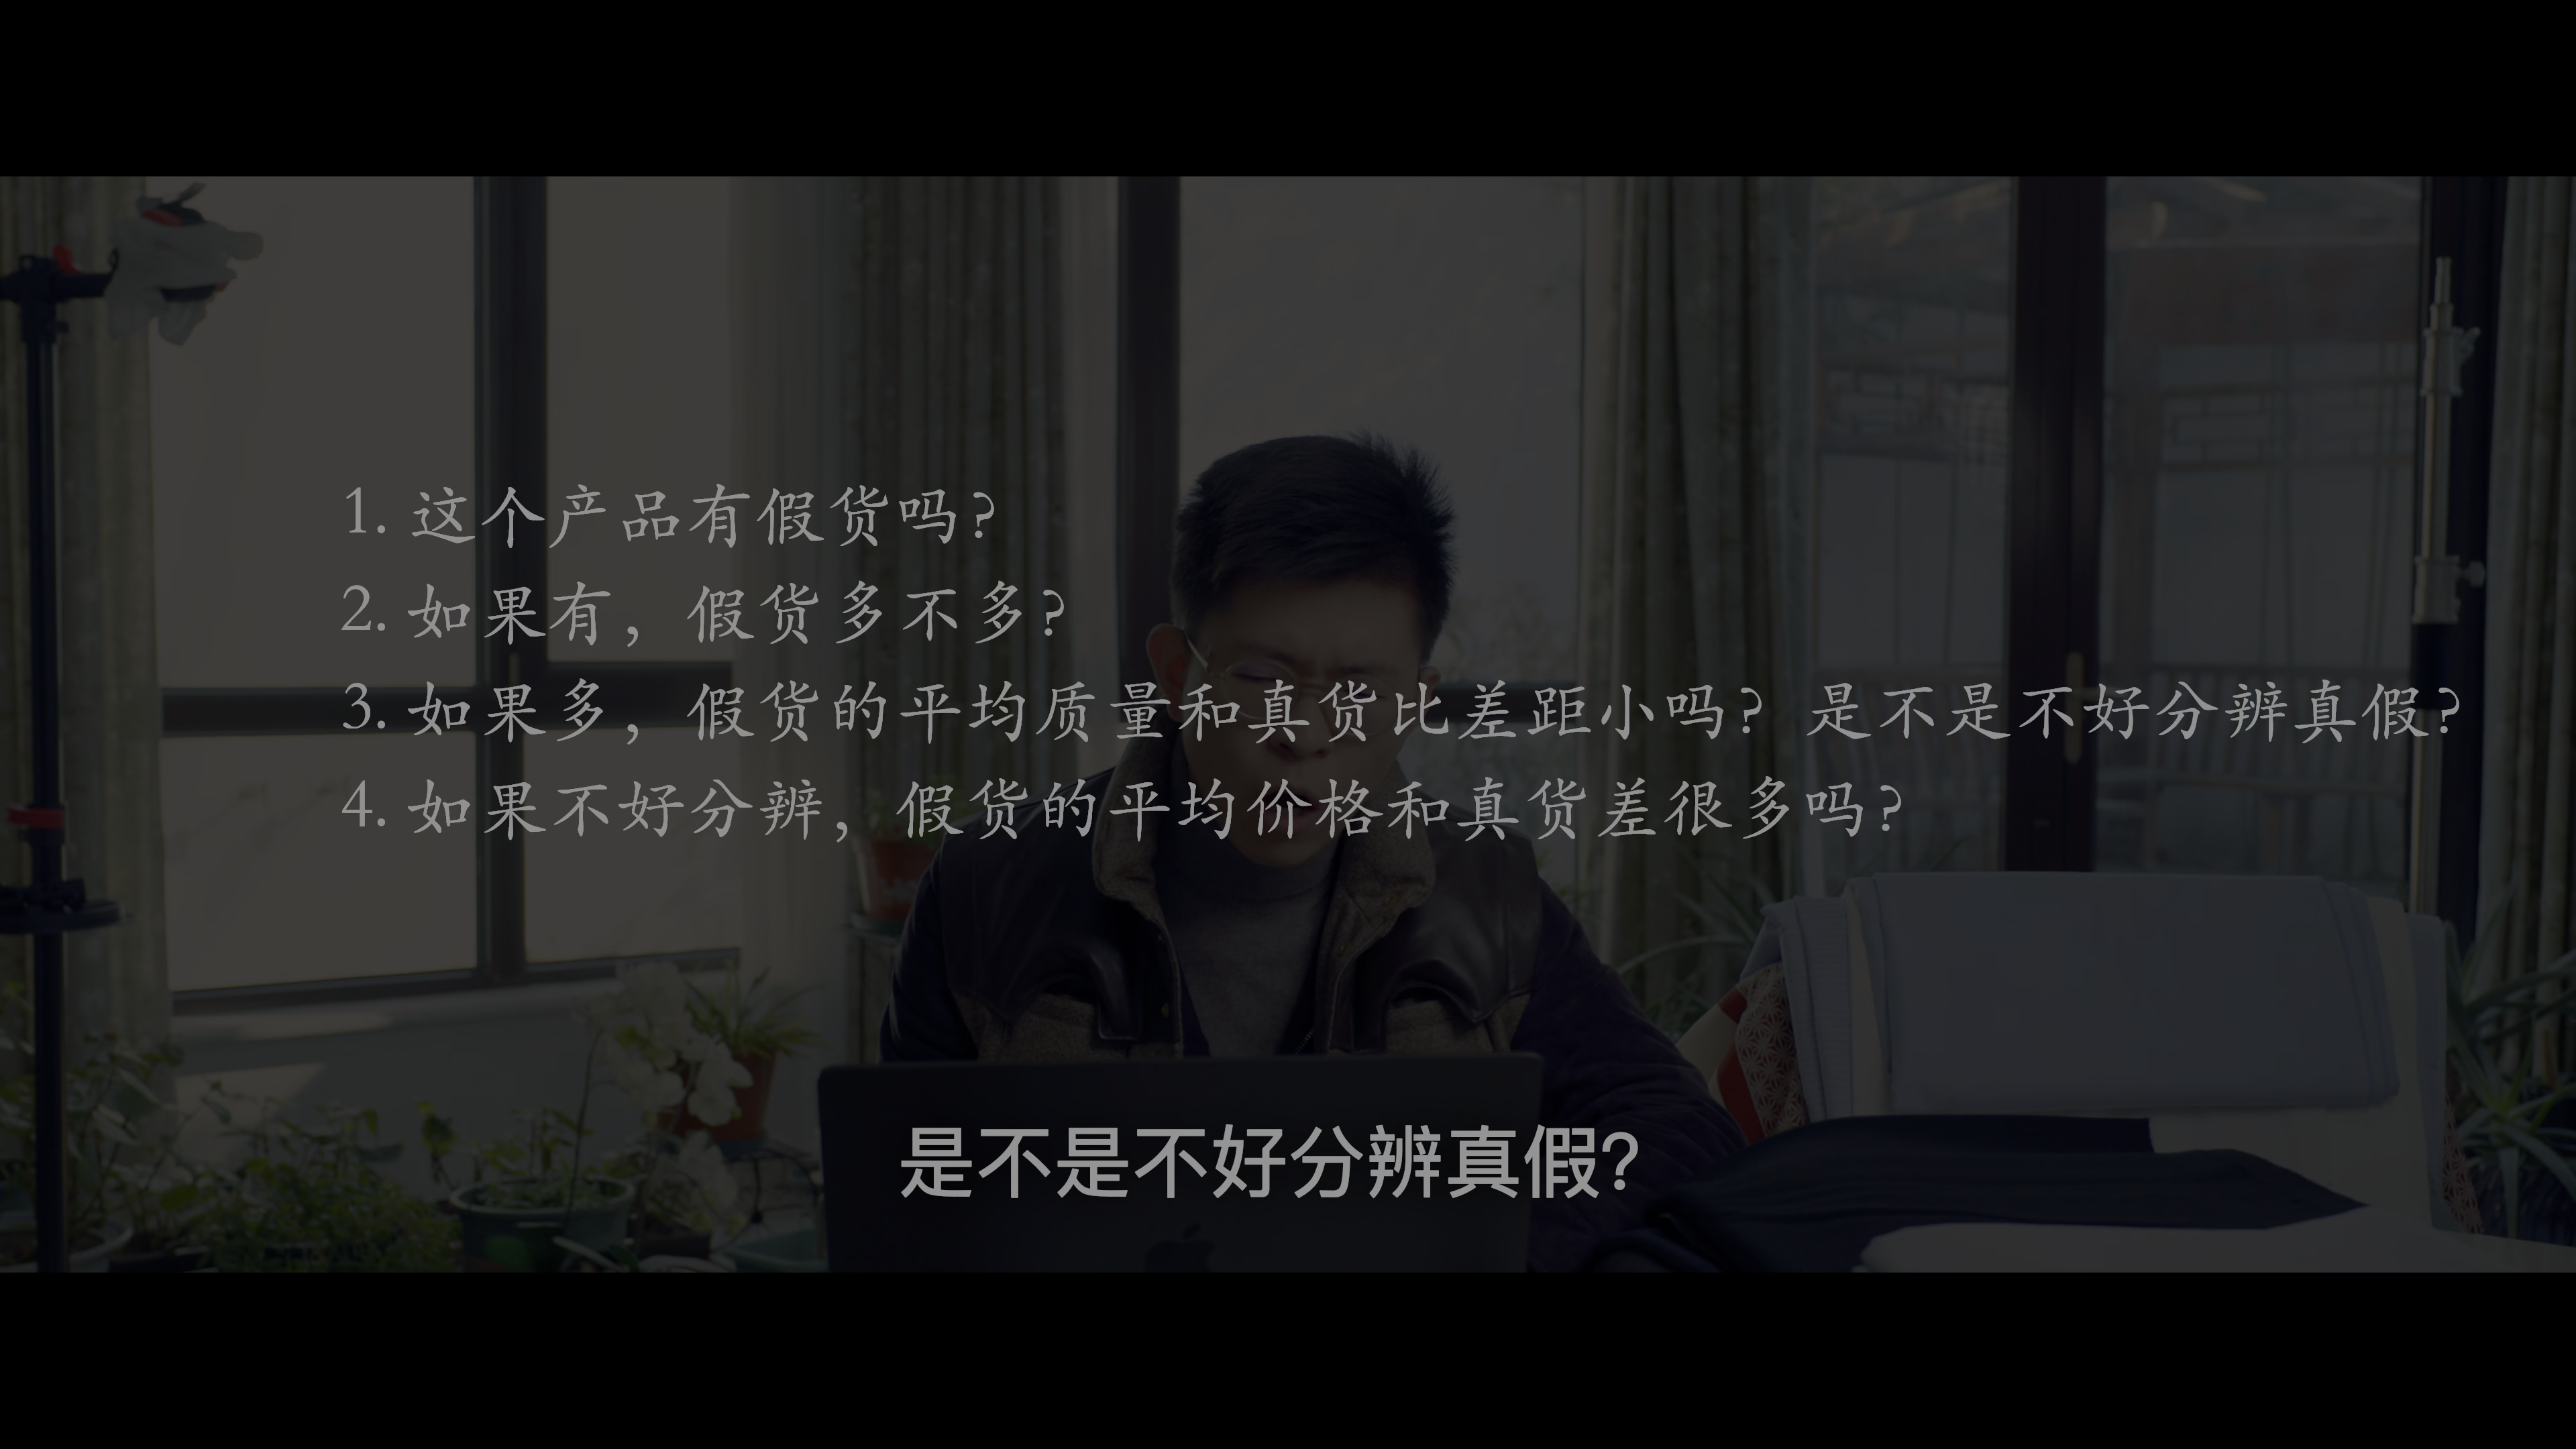 1. 这个产品有假货吗？
2. 如果有，假货多不多？
3. 如果多，假货的平均质量和真货比差距小吗？是不是不好分辨真假？
4. 如果不好分辨，假货的平均价格和真货差很多吗？
是不是不好分辨真假？